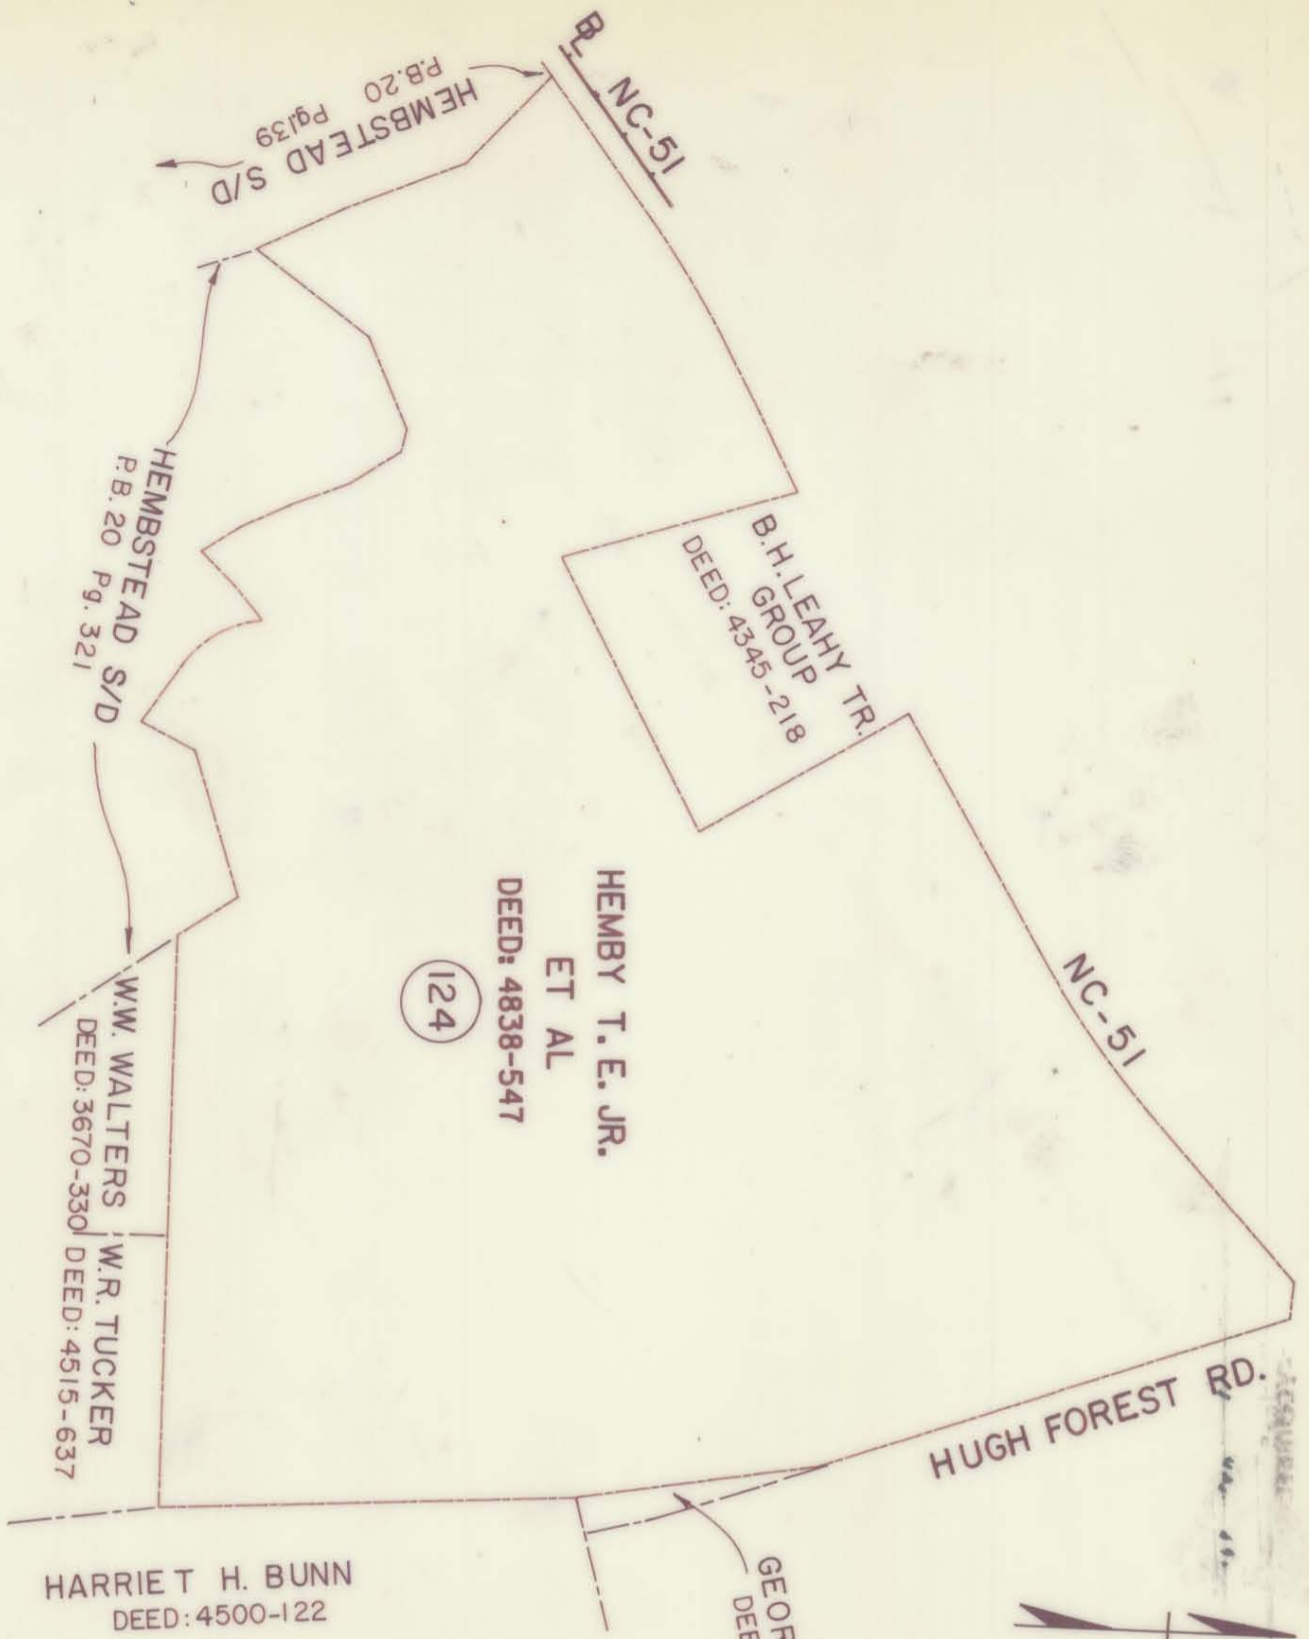 BL
NC-51
HEMBSTEAD S/D
P.B.20 Pg.139
HEMBSTEAD S/D
P.B. 20 Pg. 321
B.H. LEAHY TR.
GROUP
DEED: 4345-218
NC-51
HEMBY T. E. JR.
ET AL
DEED: 4838-547
124
W.W. WALTERS
DEED: 3670-330
W.R. TUCKER
DEED: 4515-637
HUGH FOREST RD.
HARRIET H. BUNN
DEED: 4500-122
GEOR
DEE